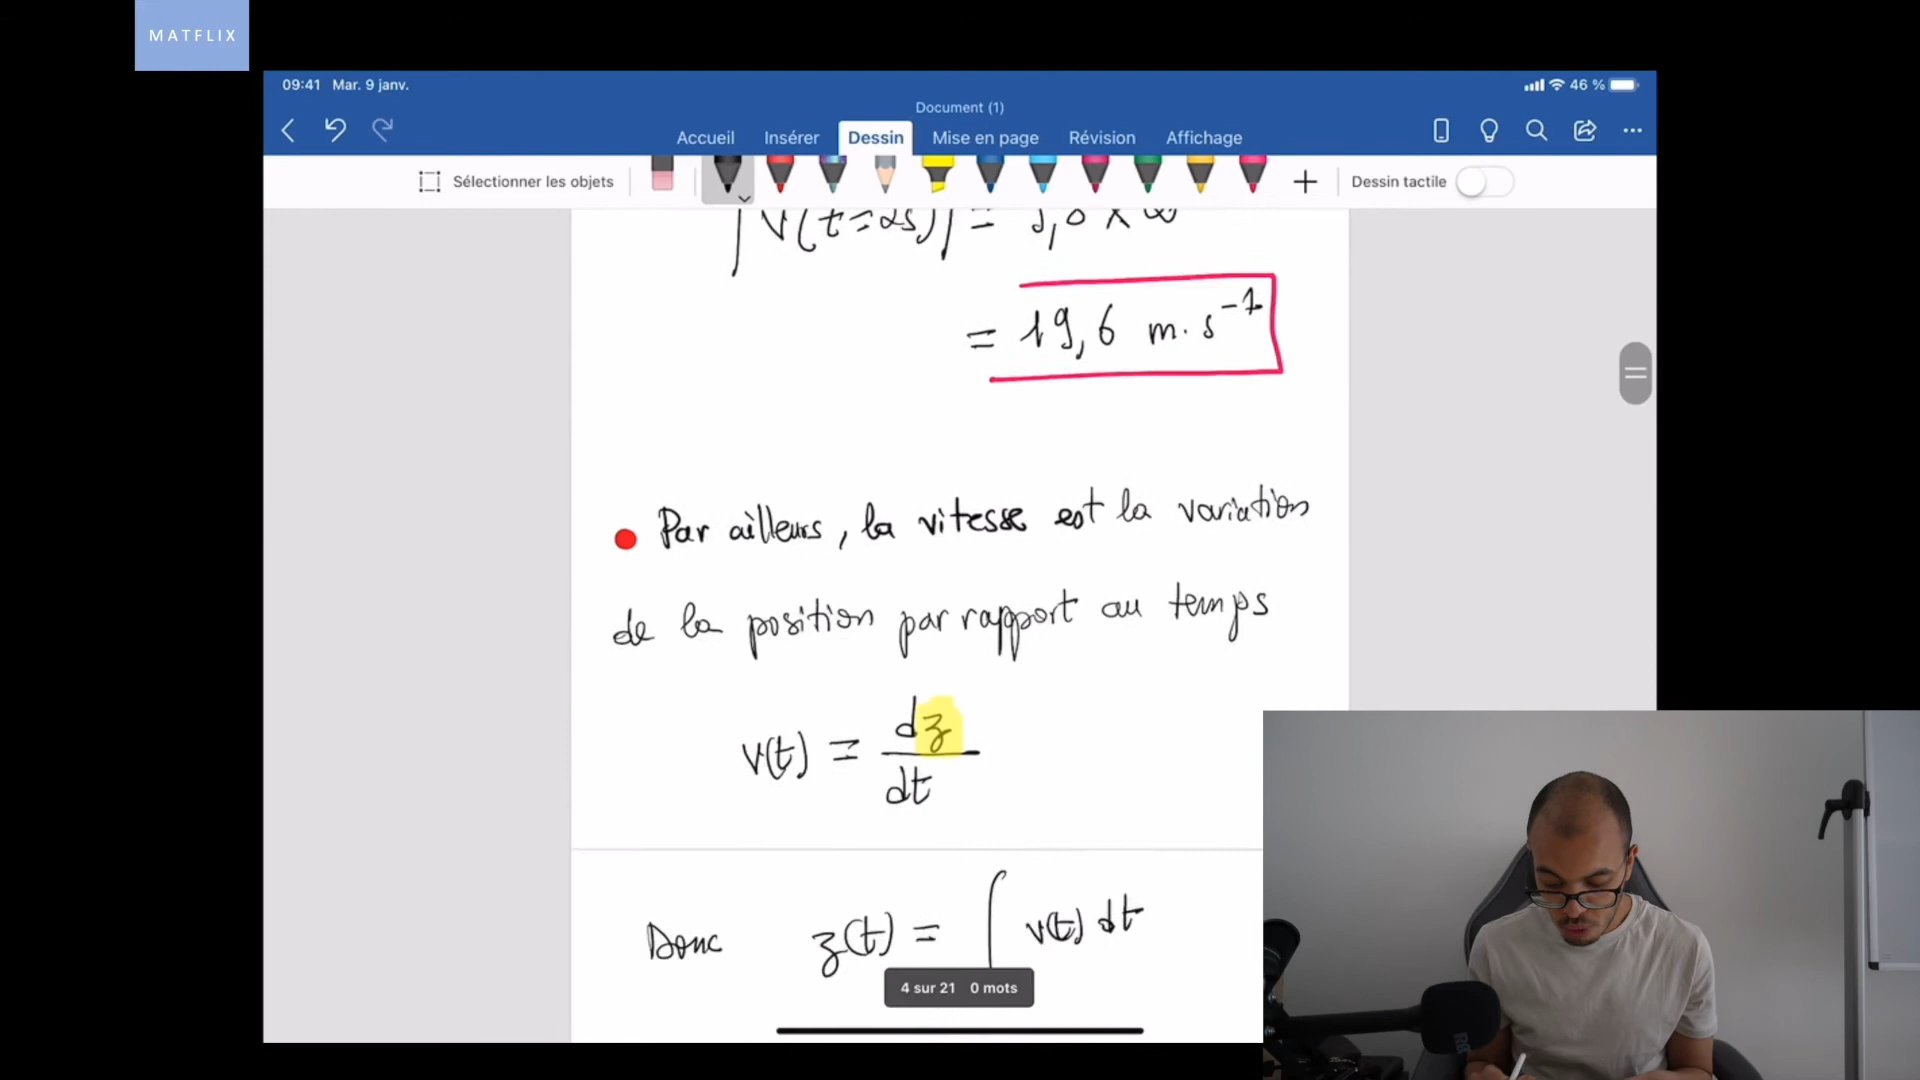 MATFLIX
09:41 Mar. 9 janv.
46 %
Document (1)
Accueil Insérer Dessin Mise en page Révision Affichage
Sélectionner les objets
Dessin tactile
|V(t=2s)| =
= 19,6 m.s⁻¹
Par ailleurs, la vitesse est la variation
de la position par rapport au temps
v(t) = dz/dt
Donc z(t) = ∫ v(t) dt
4 sur 21 0 mots